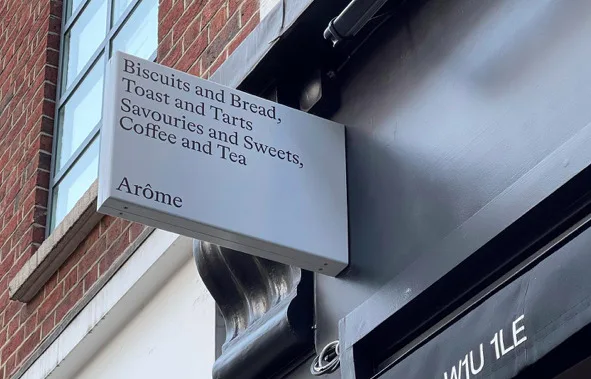 Biscuits and Bread,
Toast and Tarts
Savouries and Sweets,
Coffee and Tea
Arôme
W1U 1LE